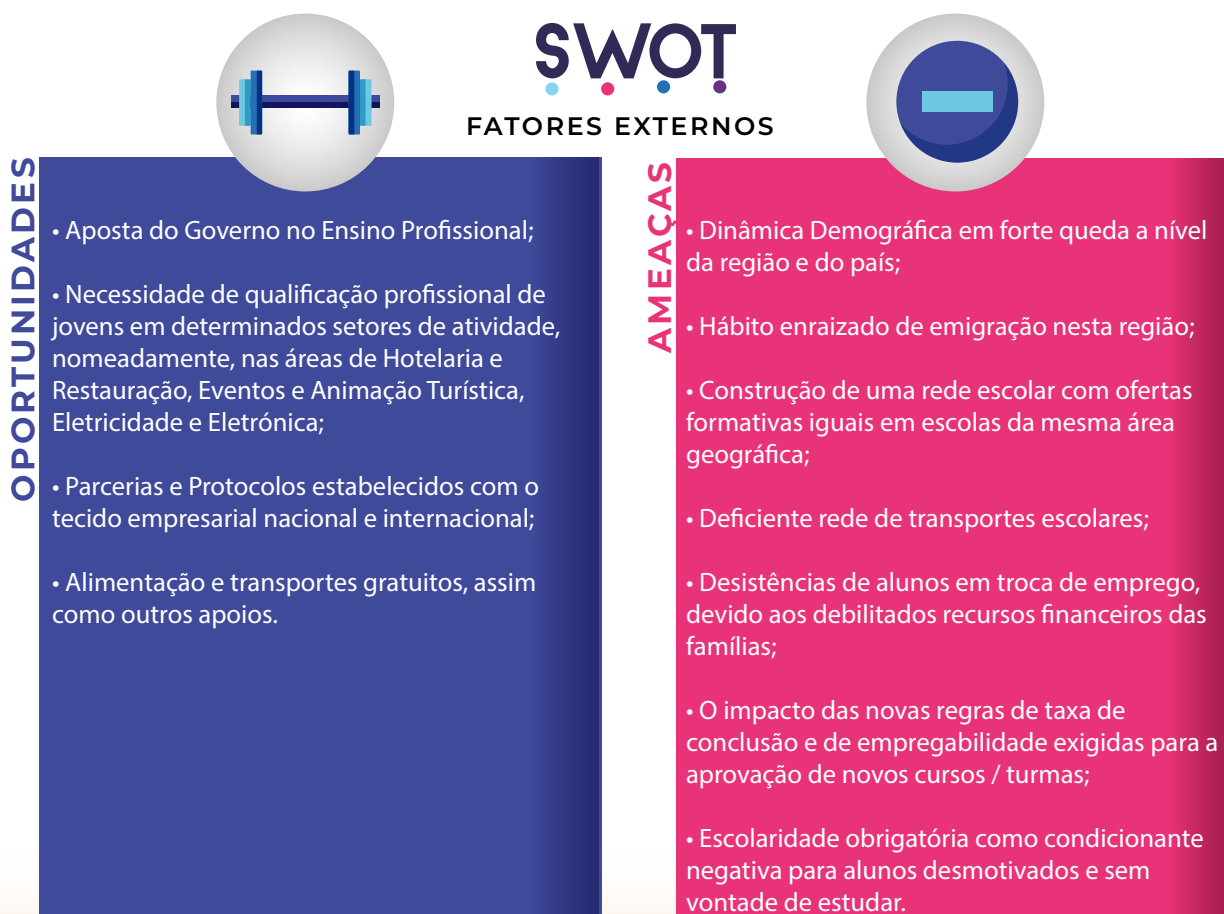 SWOT
FATORES EXTERNOS
OPORTUNIDADES
• Aposta do Governo no Ensino Profissional;
• Necessidade de qualificação profissional de
jovens em determinados setores de atividade,
nomeadamente, nas áreas de Hotelaria e
Restauração, Eventos e Animação Turística,
Eletricidade e Eletrónica;
• Parcerias e Protocolos estabelecidos com o
tecido empresarial nacional e internacional;
• Alimentação e transportes gratuitos, assim
como outros apoios.
AMEAÇAS
• Dinâmica Demográfica em forte queda a nível
da região e do país;
• Hábito enraizado de emigração nesta região;
• Construção de uma rede escolar com ofertas
formativas iguais em escolas da mesma área
geográfica;
• Deficiente rede de transportes escolares;
• Desistências de alunos em troca de emprego,
devido aos debilitados recursos financeiros das
famílias;
• O impacto das novas regras de taxa de
conclusão e de empregabilidade exigidas para a
aprovação de novos cursos / turmas;
• Escolaridade obrigatória como condicionante
negativa para alunos desmotivados e sem
vontade de estudar.